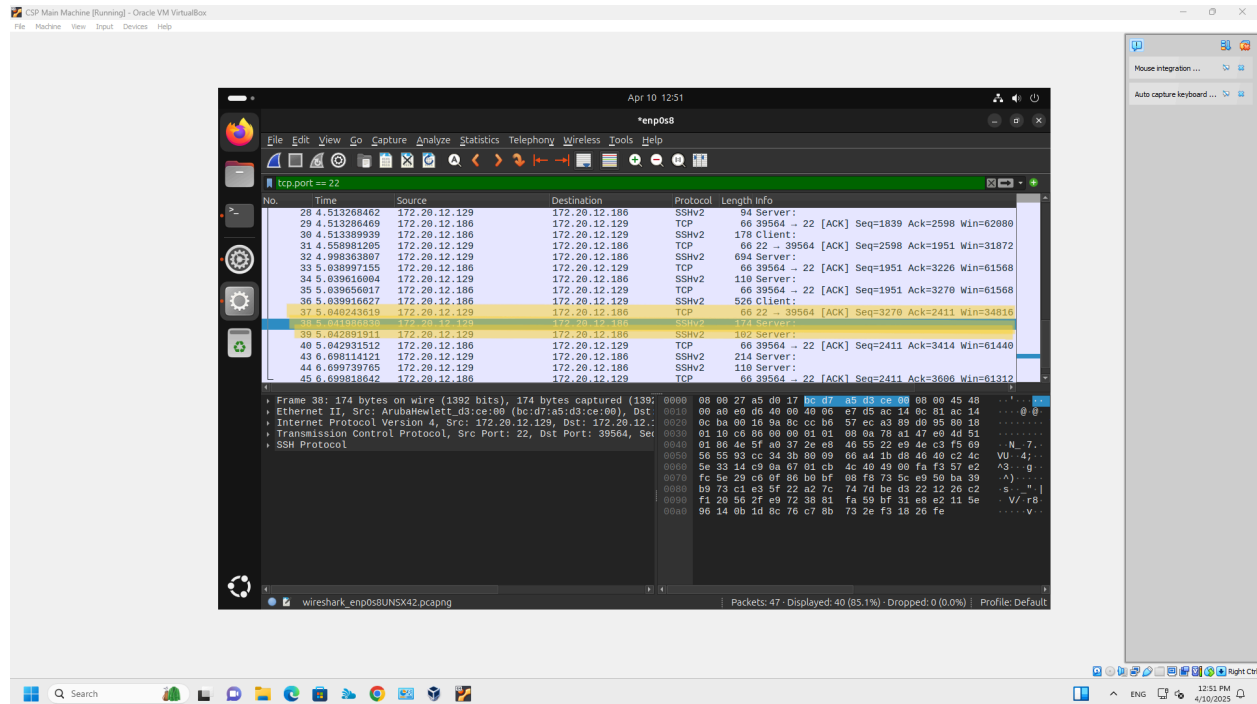 CSP Main Machine [Running] - Oracle VM VirtualBox
File Machine View Input Devices Help
Mouse integration ...
Auto capture keyboard ...
Apr 10 12:51
*enp0s8
File Edit View Go Capture Analyze Statistics Telephony Wireless Tools Help
tcp.port == 22
No. Time Source Destination Protocol Length Info
28 4.513268462 172.20.12.129 172.20.12.186 SSHv2 94 Server:
29 4.513286469 172.20.12.186 172.20.12.129 TCP 66 39564 → 22 [ACK] Seq=1839 Ack=2598 Win=62080
30 4.513389939 172.20.12.186 172.20.12.129 SSHv2 178 Client:
31 4.558981205 172.20.12.129 172.20.12.186 TCP 66 22 → 39564 [ACK] Seq=2598 Ack=1951 Win=31872
32 4.998363807 172.20.12.129 172.20.12.186 SSHv2 694 Server:
33 5.038997155 172.20.12.186 172.20.12.129 TCP 66 39564 → 22 [ACK] Seq=1951 Ack=3226 Win=61568
34 5.039616004 172.20.12.129 172.20.12.186 SSHv2 110 Server:
35 5.039656017 172.20.12.186 172.20.12.129 TCP 66 39564 → 22 [ACK] Seq=1951 Ack=3270 Win=61568
36 5.039916627 172.20.12.186 172.20.12.129 SSHv2 526 Client:
37 5.040243619 172.20.12.129 172.20.12.186 TCP 66 22 → 39564 [ACK] Seq=3270 Ack=2411 Win=34816
38 172.20.12.129 172.20.12.186 SSHv2 174 Server:
39 5.042891911 172.20.12.129 172.20.12.186 SSHv2 102 Server:
40 5.042931512 172.20.12.186 172.20.12.129 TCP 66 39564 → 22 [ACK] Seq=2411 Ack=3414 Win=61440
43 6.698114121 172.20.12.129 172.20.12.186 SSHv2 214 Server:
44 6.699739765 172.20.12.129 172.20.12.186 SSHv2 110 Server:
45 6.699818642 172.20.12.186 172.20.12.129 TCP 66 39564 → 22 [ACK] Seq=2411 Ack=3606 Win=61312
Frame 38: 174 bytes on wire (1392 bits), 174 bytes captured (1392
Ethernet II, Src: ArubaHewlett_d3:ce:00 (bc:d7:a5:d3:ce:00), Dst:
Internet Protocol Version 4, Src: 172.20.12.129, Dst: 172.20.12.1
Transmission Control Protocol, Src Port: 22, Dst Port: 39564, Seq
SSH Protocol
0000 08 00 27 a5 d0 17 bc d7 a5 d3 ce 00 08 00 45 48
0010 00 a0 e0 d6 40 00 40 06 e7 d5 ac 14 0c 81 ac 14
0020 0c ba 00 16 9a 8c cc b6 57 ec a3 89 d0 95 80 18
0030 01 10 c6 86 00 00 01 01 08 0a 78 a1 47 e0 4d 51
0040 01 86 4e 5f a0 37 2e e8 46 55 22 e9 4e c3 f5 69
0050 56 55 93 cc 34 3b 80 09 66 a4 1b d8 46 40 c2 4c
0060 5e 33 14 c9 0a 67 01 cb 4c 40 49 00 fa f3 57 e2
0070 fc 5e 29 c6 0f 86 b0 bf 08 f8 73 5c e9 50 ba 39
0080 b9 73 c1 e3 5f 22 a2 7c 74 7d be d3 22 12 26 c2
0090 f1 20 56 2f e9 72 38 81 fa 59 bf 31 e8 e2 11 5e
00a0 96 14 0b 1d 8c 76 c7 8b 73 2e f3 18 26 fe
wireshark_enp0s8UNSX42.pcapng
Packets: 47 · Displayed: 40 (85.1%) · Dropped: 0 (0.0%)
Profile: Default
Right Ctrl
Search
ENG
12:51 PM
4/10/2025